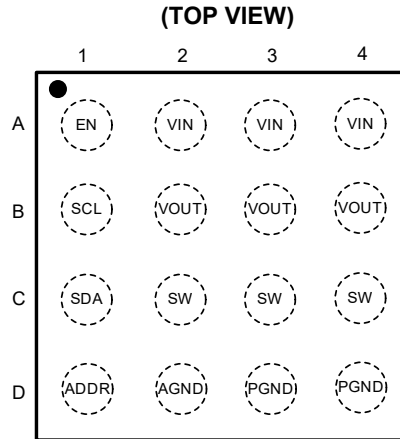 (TOP VIEW)
1 2 3 4
A EN VIN VIN VIN
B SCL VOUT VOUT VOUT
C SDA SW SW SW
D ADDR AGND PGND PGND